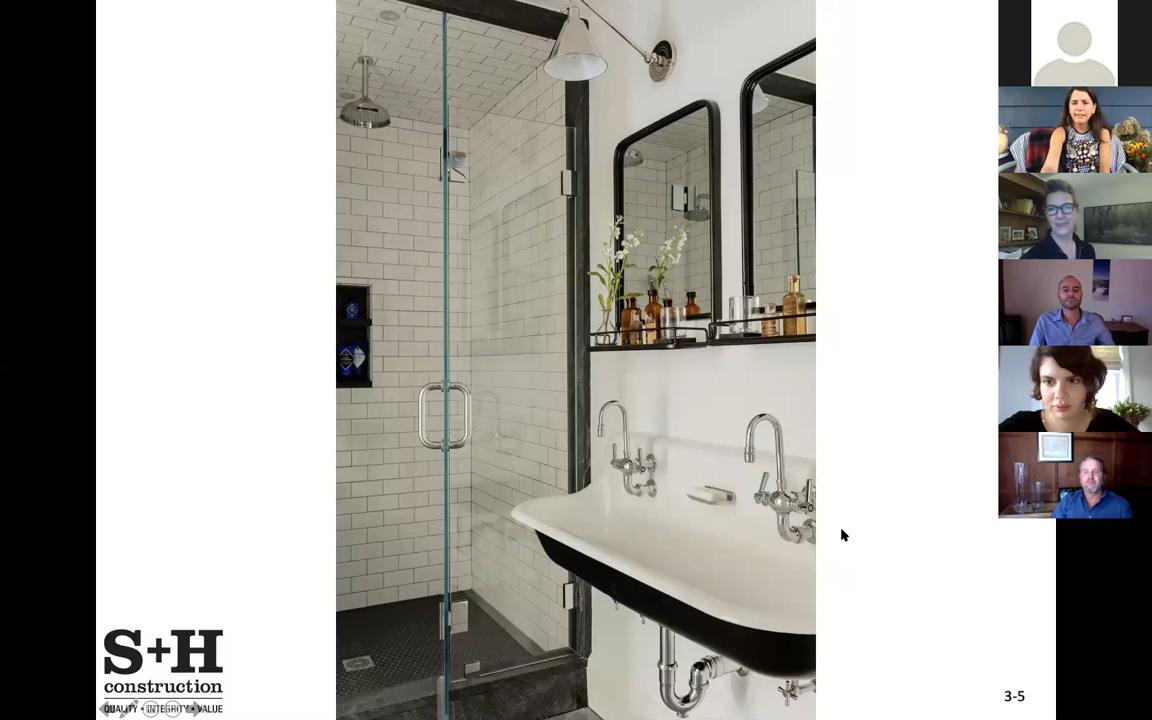 S+H
construction
QUALITY • INTEGRITY • VALUE
3-5